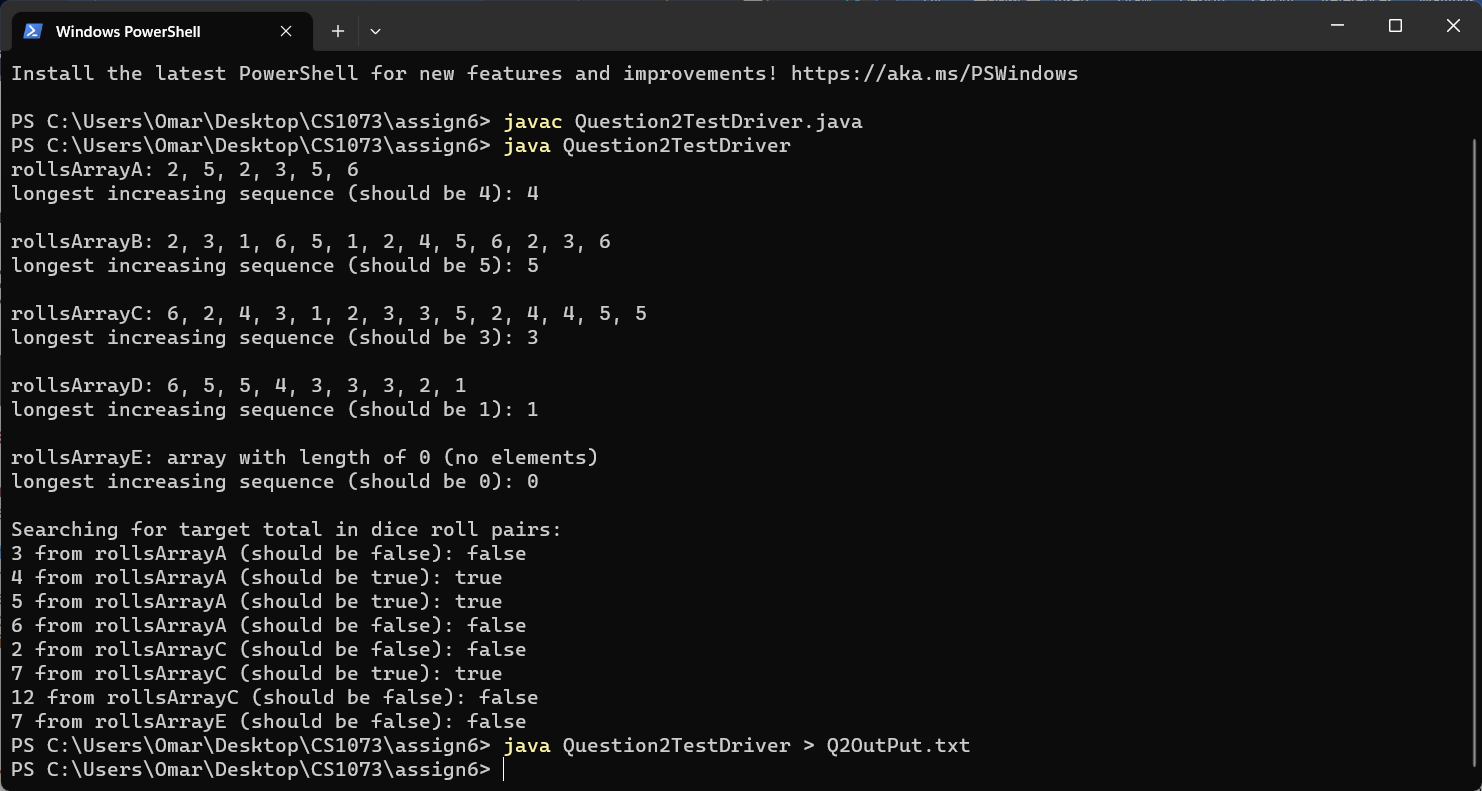 Windows PowerShell
Install the latest PowerShell for new features and improvements! https://aka.ms/PSWindows
PS C:\Users\Omar\Desktop\CS1073\assign6> javac Question2TestDriver.java
PS C:\Users\Omar\Desktop\CS1073\assign6> java Question2TestDriver
rollsArrayA: 2, 5, 2, 3, 5, 6
longest increasing sequence (should be 4): 4
rollsArrayB: 2, 3, 1, 6, 5, 1, 2, 4, 5, 6, 2, 3, 6
longest increasing sequence (should be 5): 5
rollsArrayC: 6, 2, 4, 3, 1, 2, 3, 3, 5, 2, 4, 4, 5, 5
longest increasing sequence (should be 3): 3
rollsArrayD: 6, 5, 5, 4, 3, 3, 3, 2, 1
longest increasing sequence (should be 1): 1
rollsArrayE: array with length of 0 (no elements)
longest increasing sequence (should be 0): 0
Searching for target total in dice roll pairs:
3 from rollsArrayA (should be false): false
4 from rollsArrayA (should be true): true
5 from rollsArrayA (should be true): true
6 from rollsArrayA (should be false): false
2 from rollsArrayC (should be false): false
7 from rollsArrayC (should be true): true
12 from rollsArrayC (should be false): false
7 from rollsArrayE (should be false): false
PS C:\Users\Omar\Desktop\CS1073\assign6> java Question2TestDriver > Q2OutPut.txt
PS C:\Users\Omar\Desktop\CS1073\assign6>